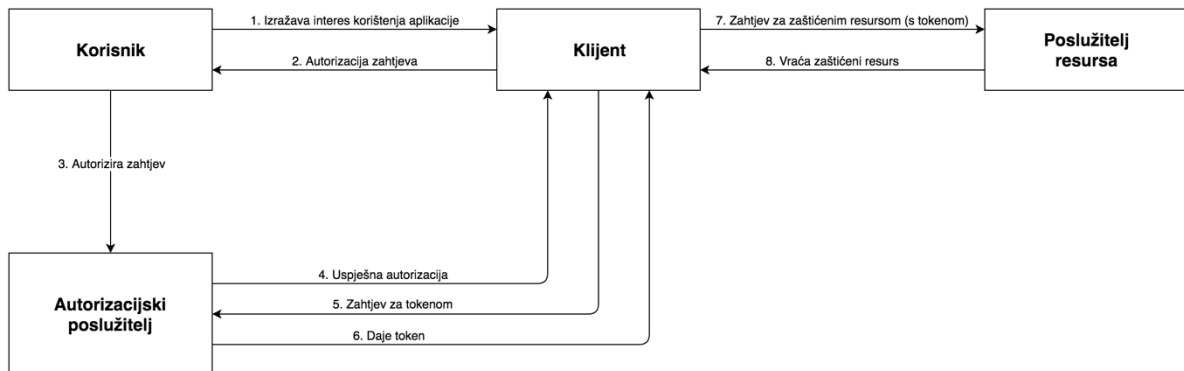 1. Izražava interes korištenja aplikacije
7. Zahtjev za zaštićenim resursom (s tokenom)
Korisnik
Klijent
Poslužitelj
resursa
2. Autorizacija zahtjeva
8. Vraća zaštićeni resurs
3. Autorizira zahtjev
4. Uspješna autorizacija
Autorizacijski
poslužitelj
5. Zahtjev za tokenom
6. Daje token